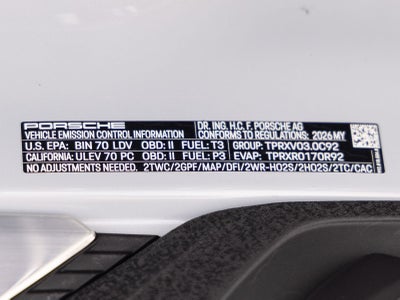 PORSCHE DR. ING. H.C. F. PORSCHE AG
VEHICLE EMISSION CONTROL INFORMATION CONFORMS TO REGULATIONS: 2026 MY
U.S. EPA: BIN 70 LDV OBD: II FUEL: T3 GROUP: TPRXV03.0C92
CALIFORNIA: ULEV 70 PC OBD: II FUEL: P3 EVAP: TPRXR0170R92
NO ADJUSTMENTS NEEDED. 2TWC/2GPF/MAP/DFI/2WR-HO2S/2HO2S/2TC/CAC